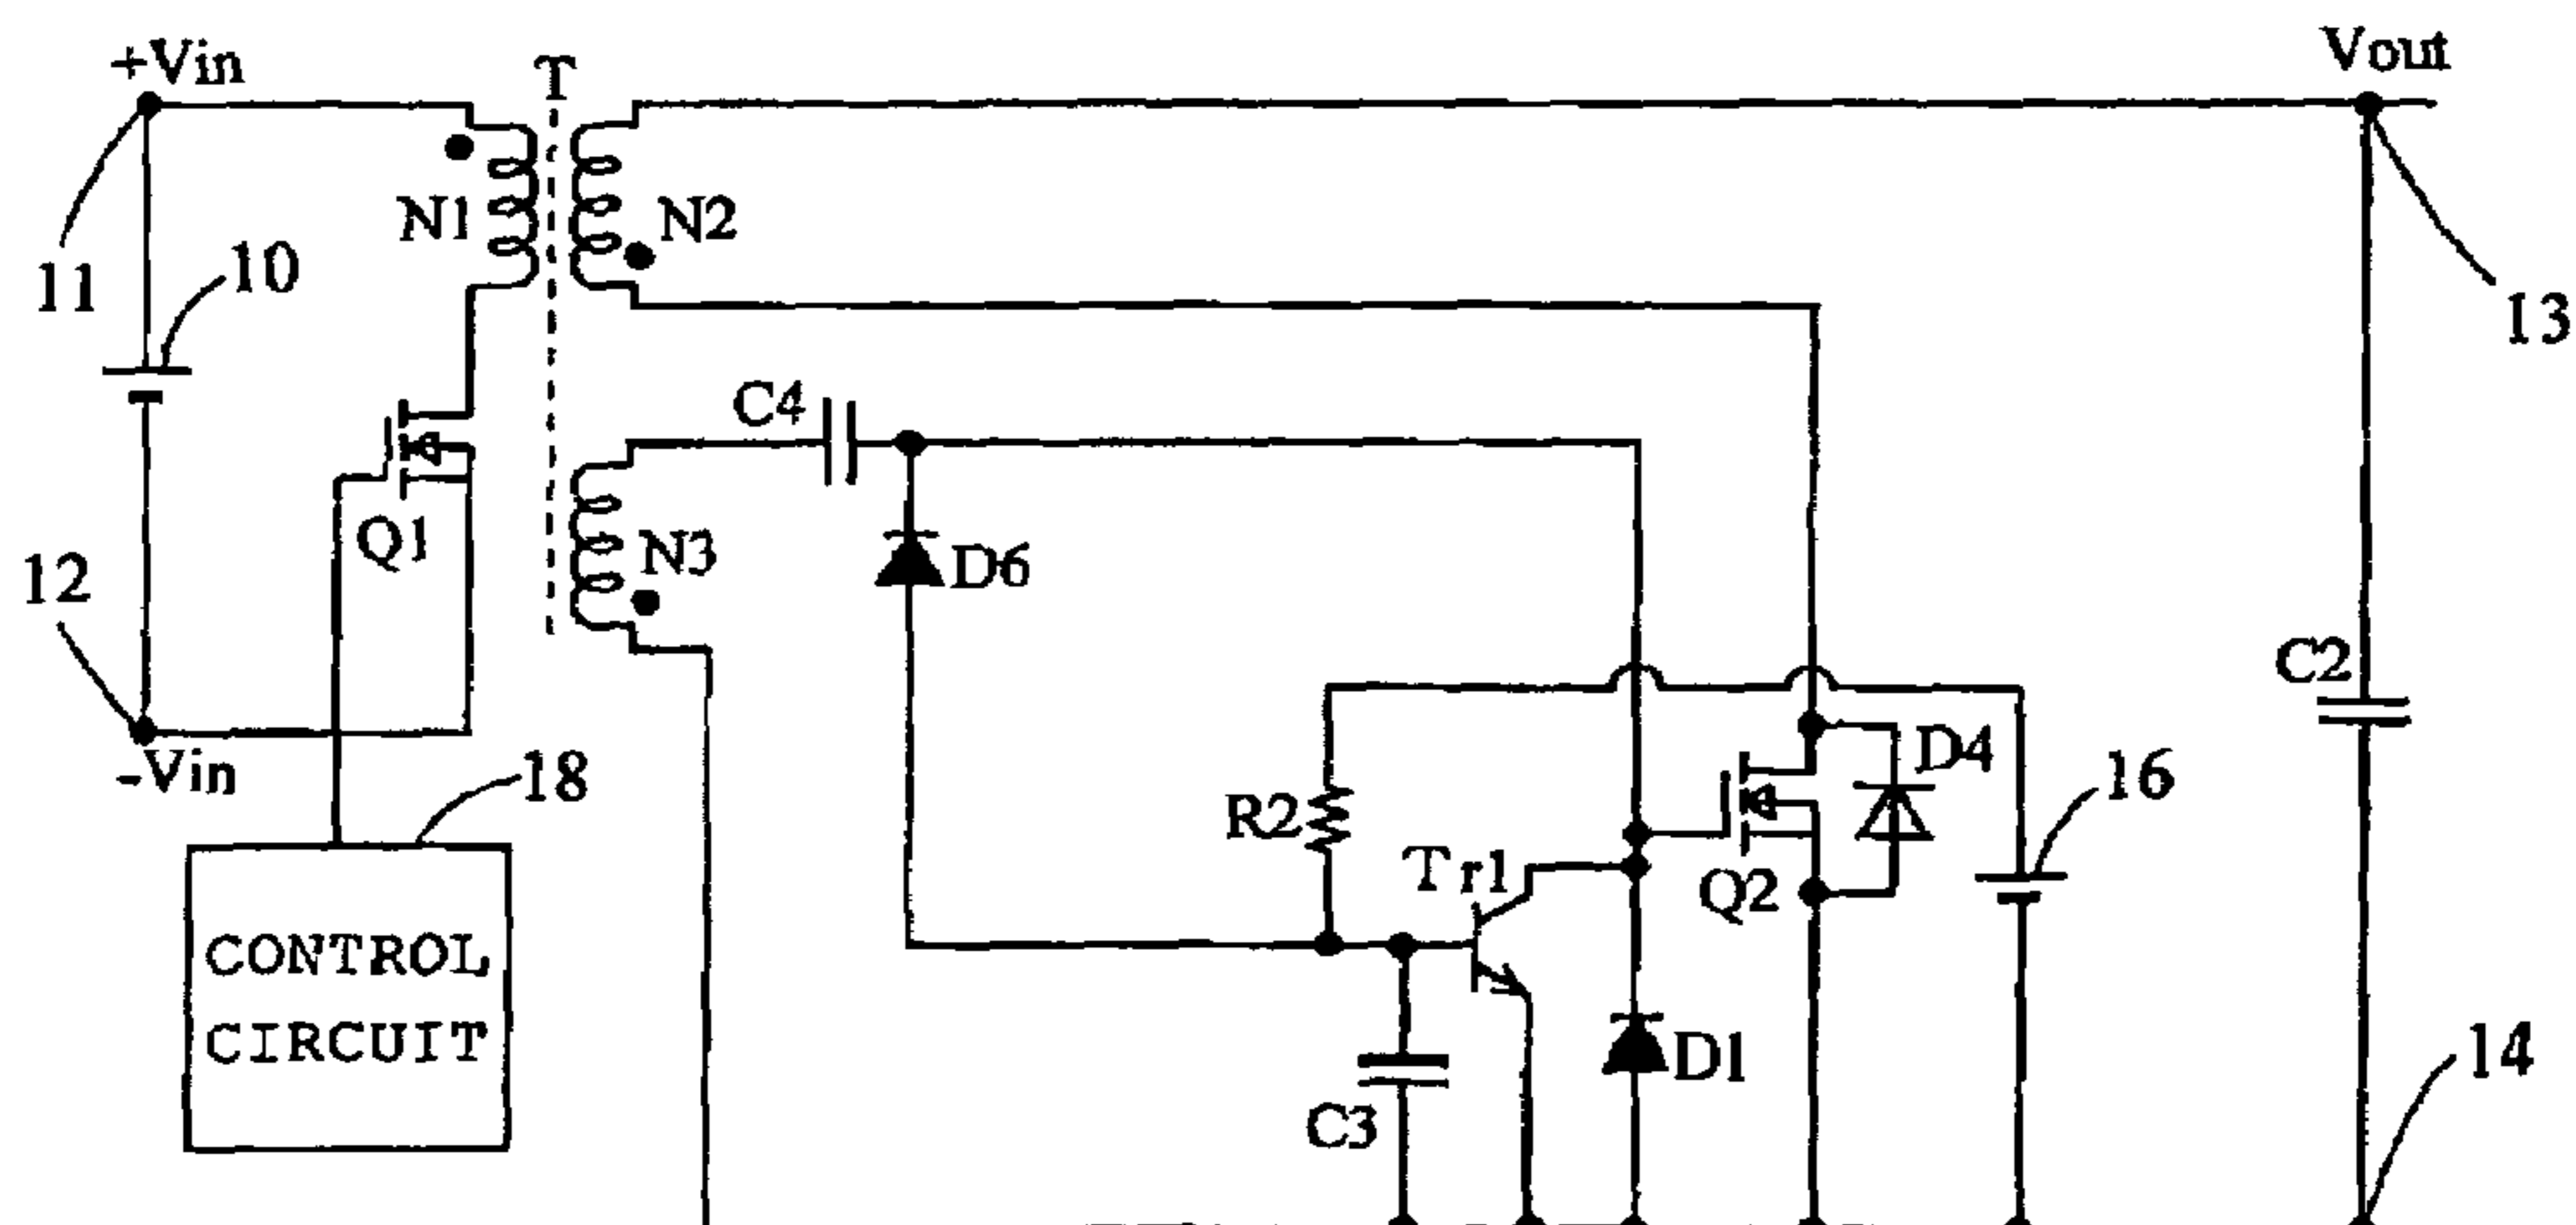 +Vin
T
Vout
N1
N2
11
10
13
C4
Q1
N3
D6
12
C2
-Vin
18
D4
16
R2
Tr1
Q2
CONTROL
CIRCUIT
D1
14
C3